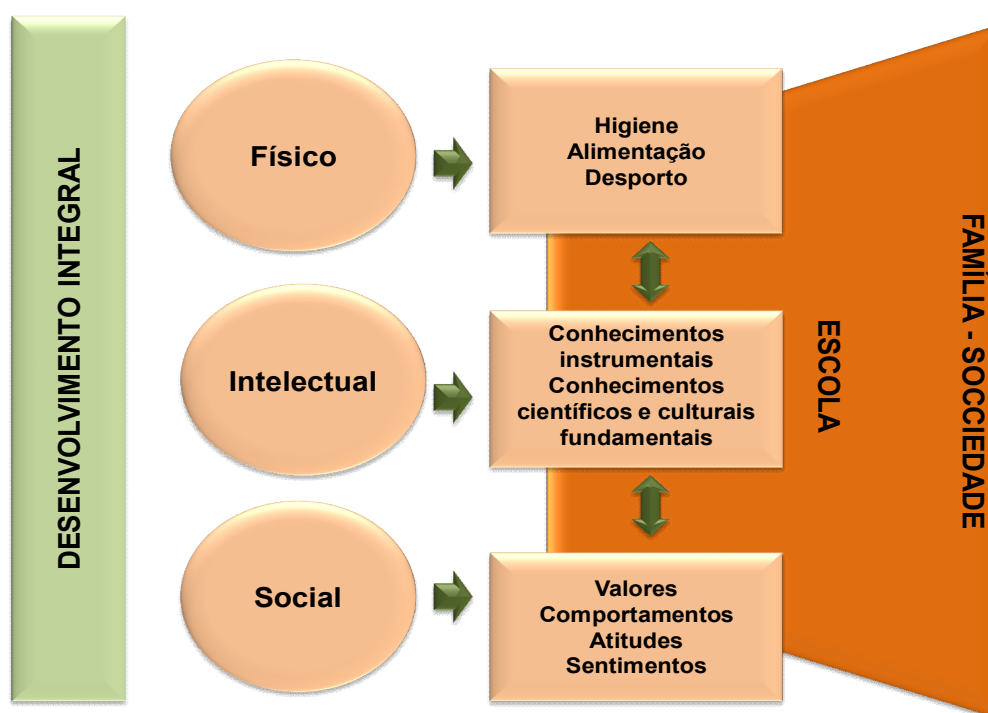 DESENVOLVIMENTO INTEGRAL
Físico
Higiene
Alimentação
Desporto
Intelectual
Conhecimentos
instrumentais
Conhecimentos
científicos e culturais
fundamentais
Social
Valores
Comportamentos
Atitudes
Sentimentos
ESCOLA
FAMÍLIA - SOCCIEDADE